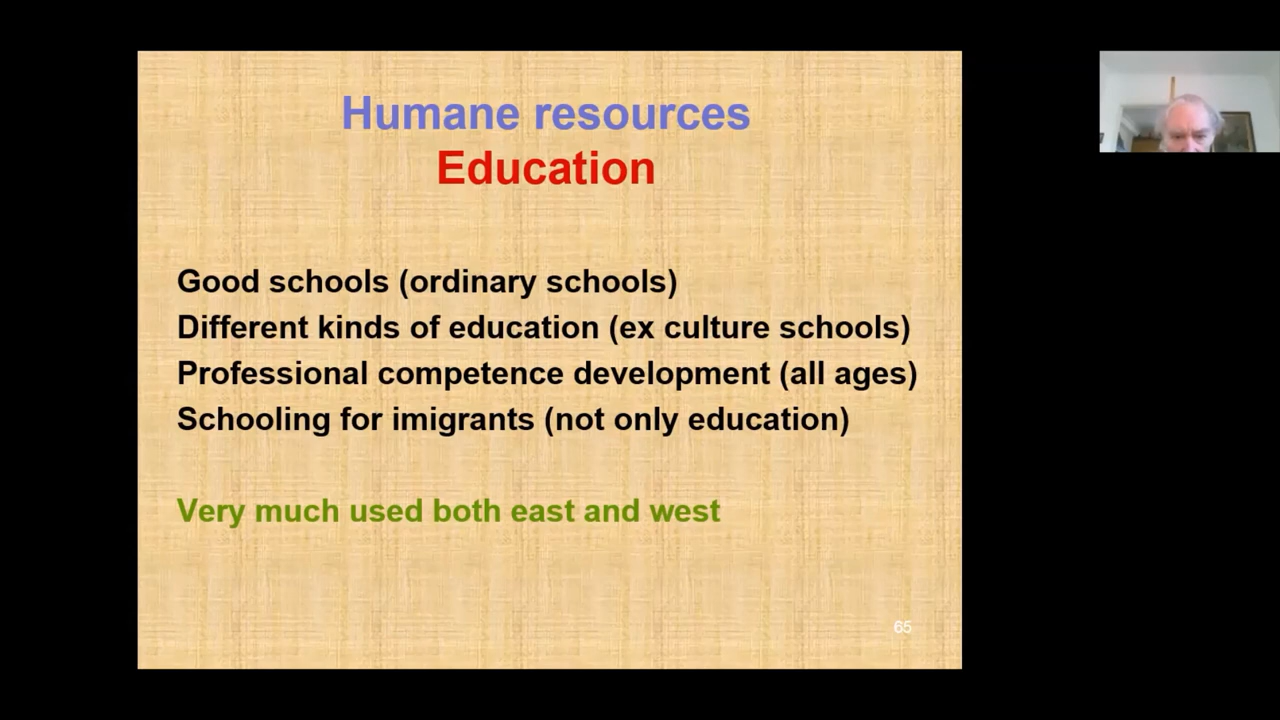 Humane resources
Education
Good schools (ordinary schools)
Different kinds of education (ex culture schools)
Professional competence development (all ages)
Schooling for imigrants (not only education)
Very much used both east and west
65